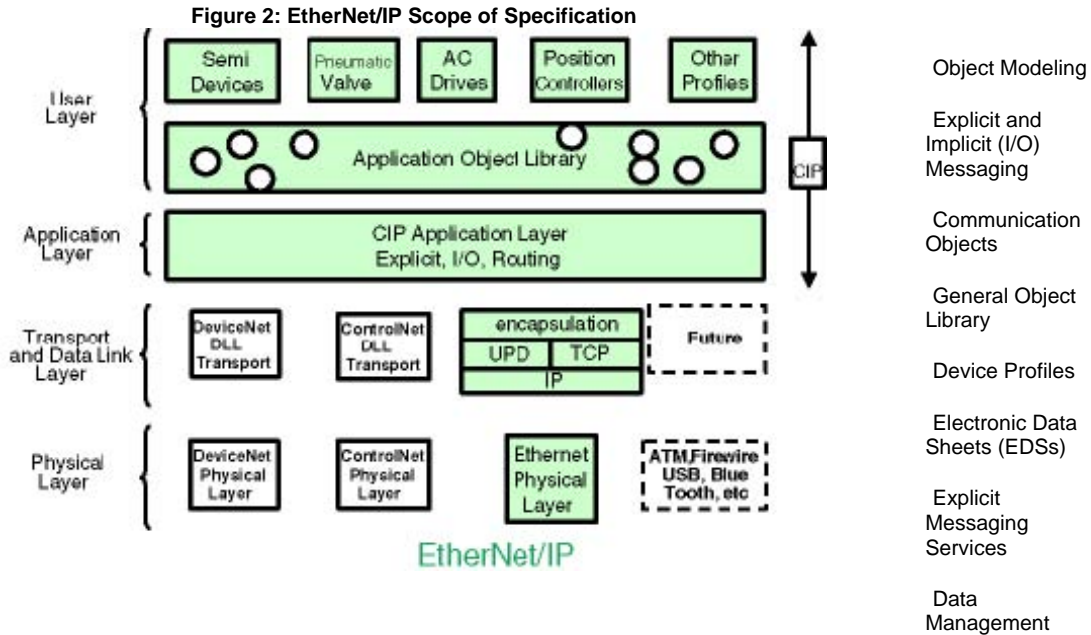 Figure 2: EtherNet/IP Scope of Specification
User
Layer
Semi
Devices
Pneumatic
Valve
AC
Drives
Position
Controllers
Other
Profiles
Application Object Library
CIP
Application
Layer
CIP Application Layer
Explicit, I/O, Routing
Transport
and Data Link
Layer
DeviceNet
DLL
Transport
ControlNet
DLL
Transport
encapsulation
UPD
TCP
IP
Future
Physical
Layer
DeviceNet
Physical
Layer
ControlNet
Physical
Layer
Ethernet
Physical
Layer
ATM,Firewire
USB, Blue
Tooth, etc
EtherNet/IP
Object Modeling
Explicit and
Implicit (I/O)
Messaging
Communication
Objects
General Object
Library
Device Profiles
Electronic Data
Sheets (EDSs)
Explicit
Messaging
Services
Data
Management